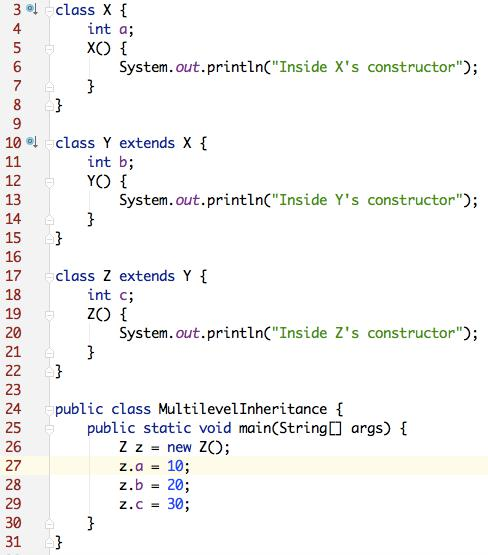 3 class X {
4     int a;
5     X() {
6         System.out.println("Inside X's constructor");
7     }
8 }
9
10 class Y extends X {
11     int b;
12     Y() {
13         System.out.println("Inside Y's constructor");
14     }
15 }
16
17 class Z extends Y {
18     int c;
19     Z() {
20         System.out.println("Inside Z's constructor");
21     }
22 }
23
24 public class MultilevelInheritance {
25     public static void main(String[] args) {
26         Z z = new Z();
27         z.a = 10;
28         z.b = 20;
29         z.c = 30;
30     }
31 }